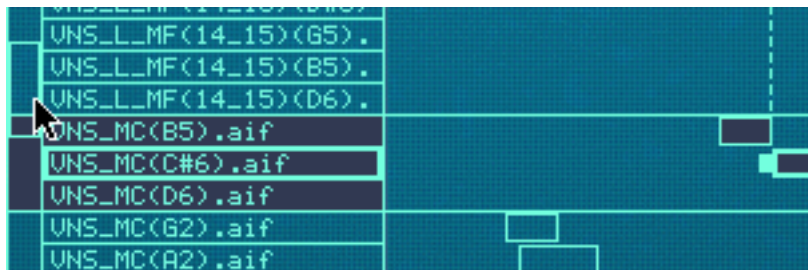 VNS_L_MF(14_15)(G5).
VNS_L_MF(14_15)(B5).
VNS_L_MF(14_15)(D6).
VNS_MC(B5).aif
VNS_MC(C#6).aif
VNS_MC(D6).aif
VNS_MC(G2).aif
VNS_MC(A2).aif